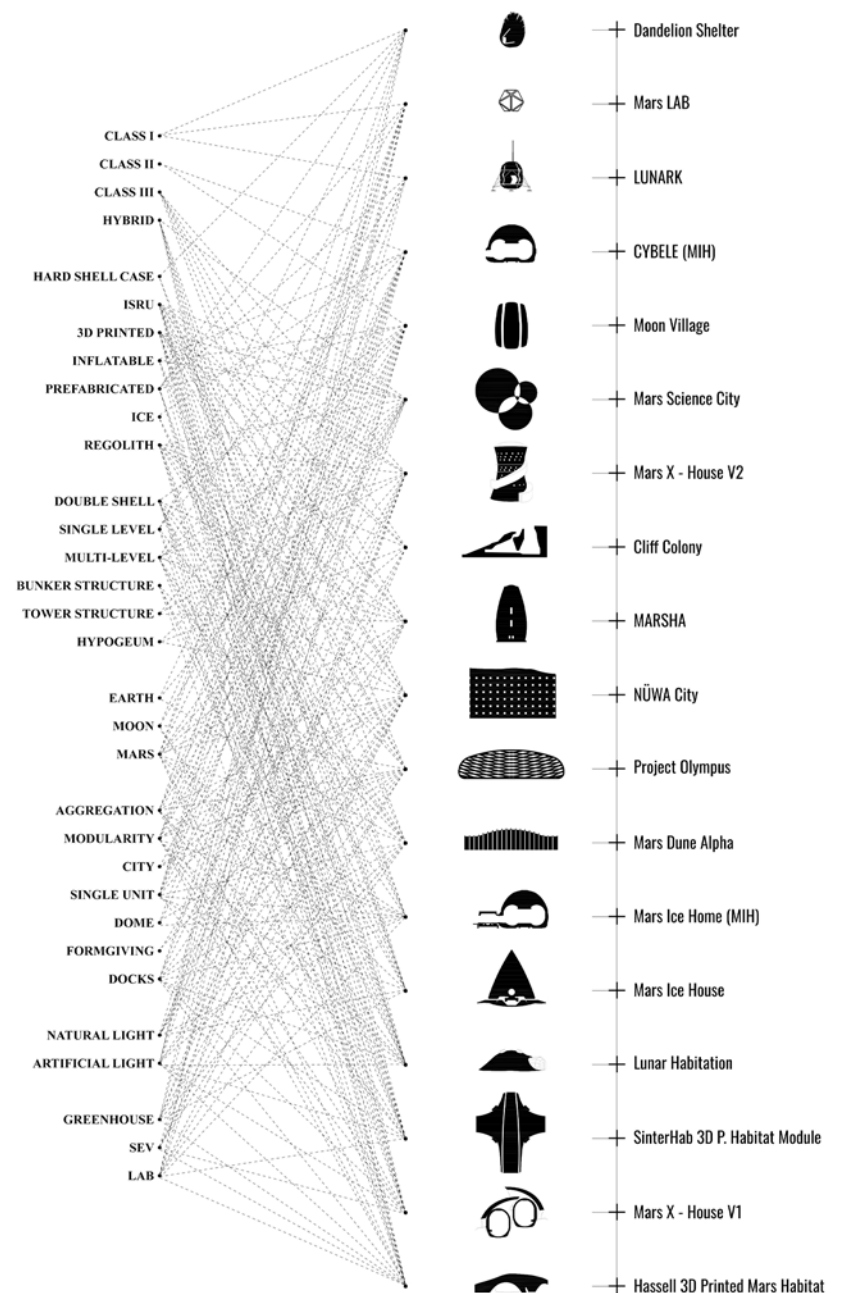 CLASS I
CLASS II
CLASS III
HYBRID
HARD SHELL CASE
ISRU
3D PRINTED
INFLATABLE
PREFABRICATED
ICE
REGOLITH
DOUBLE SHELL
SINGLE LEVEL
MULTI-LEVEL
BUNKER STRUCTURE
TOWER STRUCTURE
HYPOGEUM
EARTH
MOON
MARS
AGGREGATION
MODULARITY
CITY
SINGLE UNIT
DOME
FORMGIVING
DOCKS
NATURAL LIGHT
ARTIFICIAL LIGHT
GREENHOUSE
SEV
LAB
Dandelion Shelter
Mars LAB
LUNARK
CYBELE (MIH)
Moon Village
Mars Science City
Mars X - House V2
Cliff Colony
MARSHA
NÜWA City
Project Olympus
Mars Dune Alpha
Mars Ice Home (MIH)
Mars Ice House
Lunar Habitation
SinterHab 3D P. Habitat Module
Mars X - House V1
Hassell 3D Printed Mars Habitat